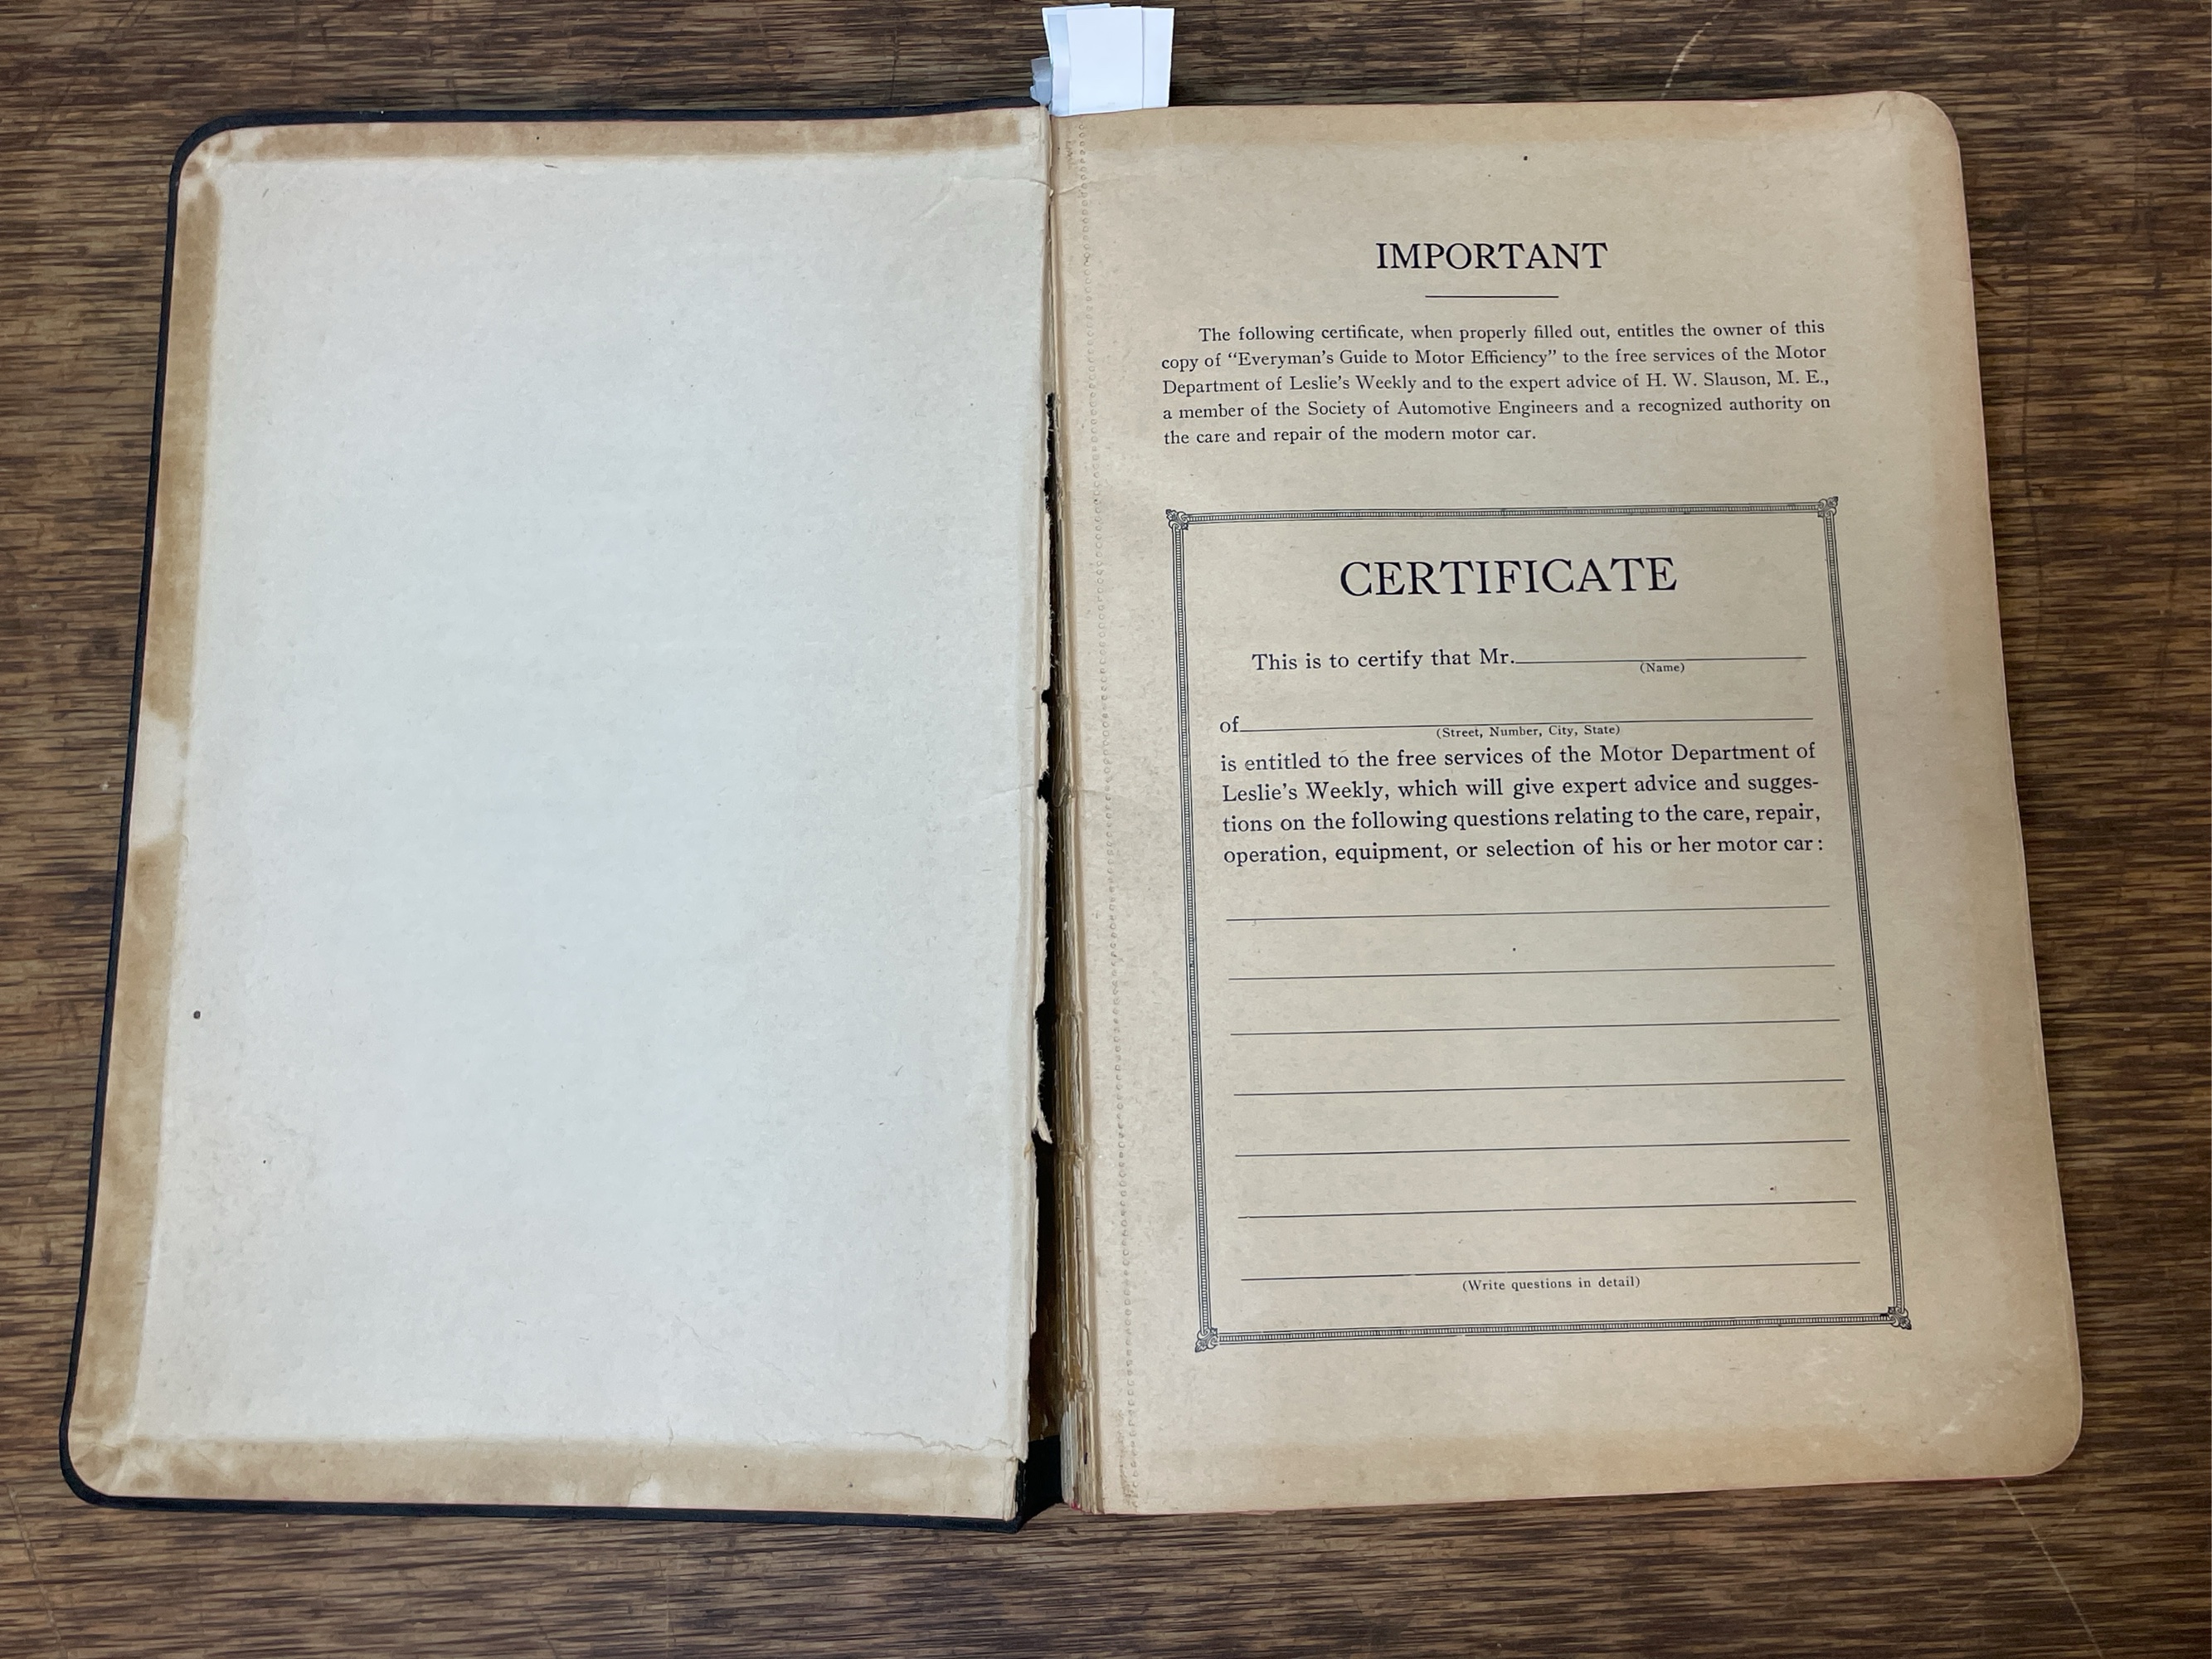 IMPORTANT
The following certificate, when properly filled out, entitles the owner of this
copy of “Everyman's Guide to Motor Efficiency” to the free services of the Motor
Department of Leslie's Weekly and to the expert advice of H. W. Slauson, M. E.,
a member of the Society of Automotive Engineers and a recognized authority on
the care and repair of the modern motor car.
CERTIFICATE
This is to certify that Mr.
(Name)
of
(Street, Number, City, State)
is entitled to the free services of the Motor Department of
Leslie's Weekly, which will give expert advice and sugges-
tions on the following questions relating to the care, repair,
operation, equipment, or selection of his or her motor car:
(Write questions in detail)